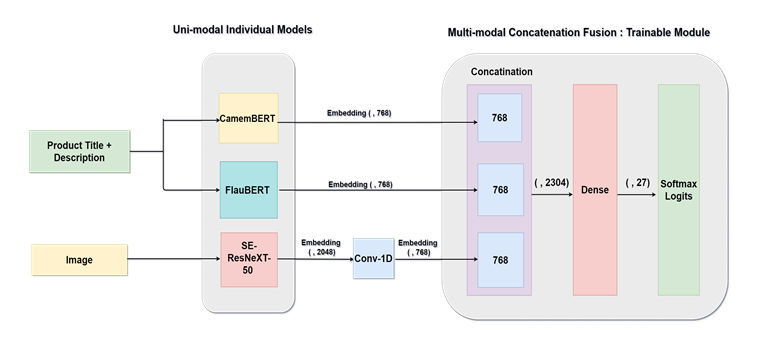 Uni-modal Individual Models
Multi-modal Concatenation Fusion : Trainable Module
Concatination
CamemBERT
Embedding ( , 768)
768
Product Title +
Description
FlauBERT
Embedding ( , 768)
768
( , 2304)
Dense
( , 27)
Softmax
Logits
Image
SE-
ResNeXT-
50
Embedding
( , 2048)
Conv-1D
Embedding
( , 768)
768